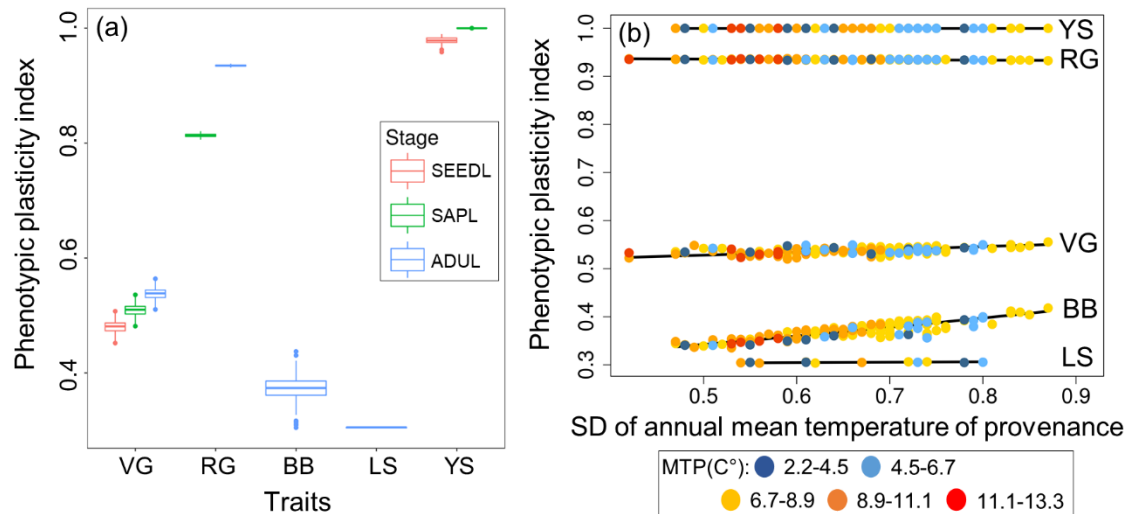 (a)
Phenotypic plasticity index
1.0
0.8
0.6
0.4
Stage
SEEDL
SAPL
ADUL
VG RG BB LS YS
Traits
(b)
Phenotypic plasticity index
1.0
0.9
0.6
0.5
0.4
0.3
YS
RG
VG
BB
LS
0.5 0.6 0.7 0.8 0.9
SD of annual mean temperature of provenance
MTP(C°): 2.2-4.5 4.5-6.7
6.7-8.9 8.9-11.1 11.1-13.3